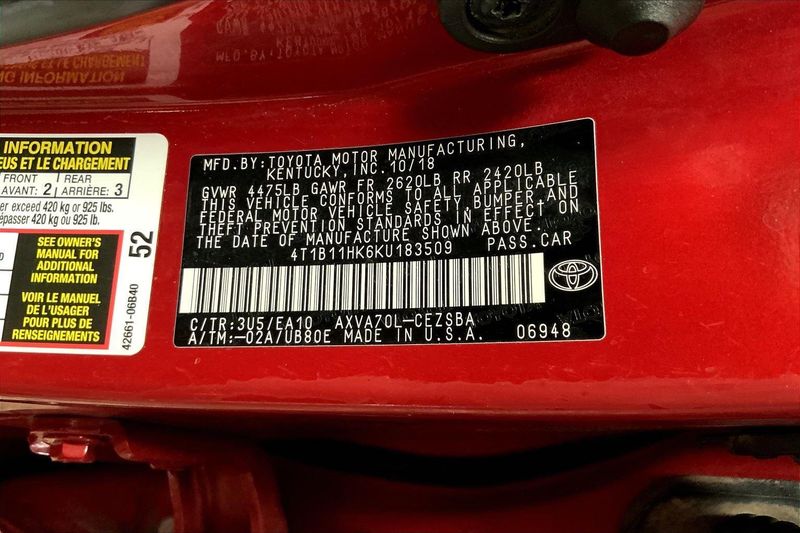 INFORMATION
EUS ET LE CHARGEMENT
FRONT REAR
AVANT: 2 ARRIÈRE: 3
er exceed 420 kg or 925 lbs.
épasser 420 kg ou 925 lb.
SEE OWNER'S
MANUAL FOR
ADDITIONAL
INFORMATION
VOIR LE MANUEL
DE L'USAGER
POUR PLUS DE
RENSEIGNEMENTS
52
42661-06B40
MFD.BY:TOYOTA MOTOR MANUFACTURING,
KENTUCKY, INC.10/18
GVWR 4475LB GAWR FR 2620LB RR 2420LB
THIS VEHICLE CONFORMS TO ALL APPLICABLE
FEDERAL MOTOR VEHICLE SAFETY,BUMPER,AND
THEFT PREVENTION STANDARDS IN EFFECT ON
THE DATE OF MANUFACTURE SHOWN ABOVE.
4T1B11HK6KU183509 PASS.CAR
C/TR:3U5/EA10 AXVA70L-CEZSBA
A/TM:-02A/UB80E MADE IN U.S.A. 06948